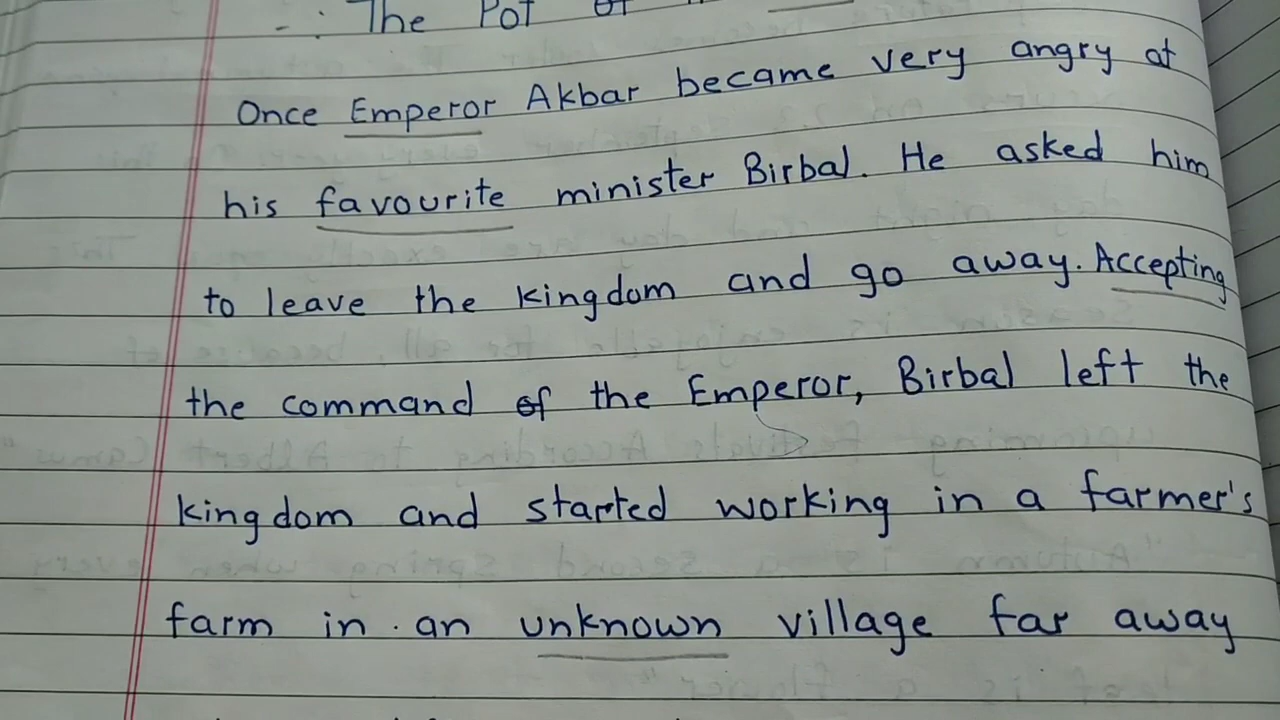 -: The Pot of
Once Emperor Akbar became very angry at
his favourite minister Birbal. He asked him
to leave the kingdom and go away. Accepting
the command of the Emperor, Birbal left the
kingdom and started working in a farmer's
farm in an unknown village far away